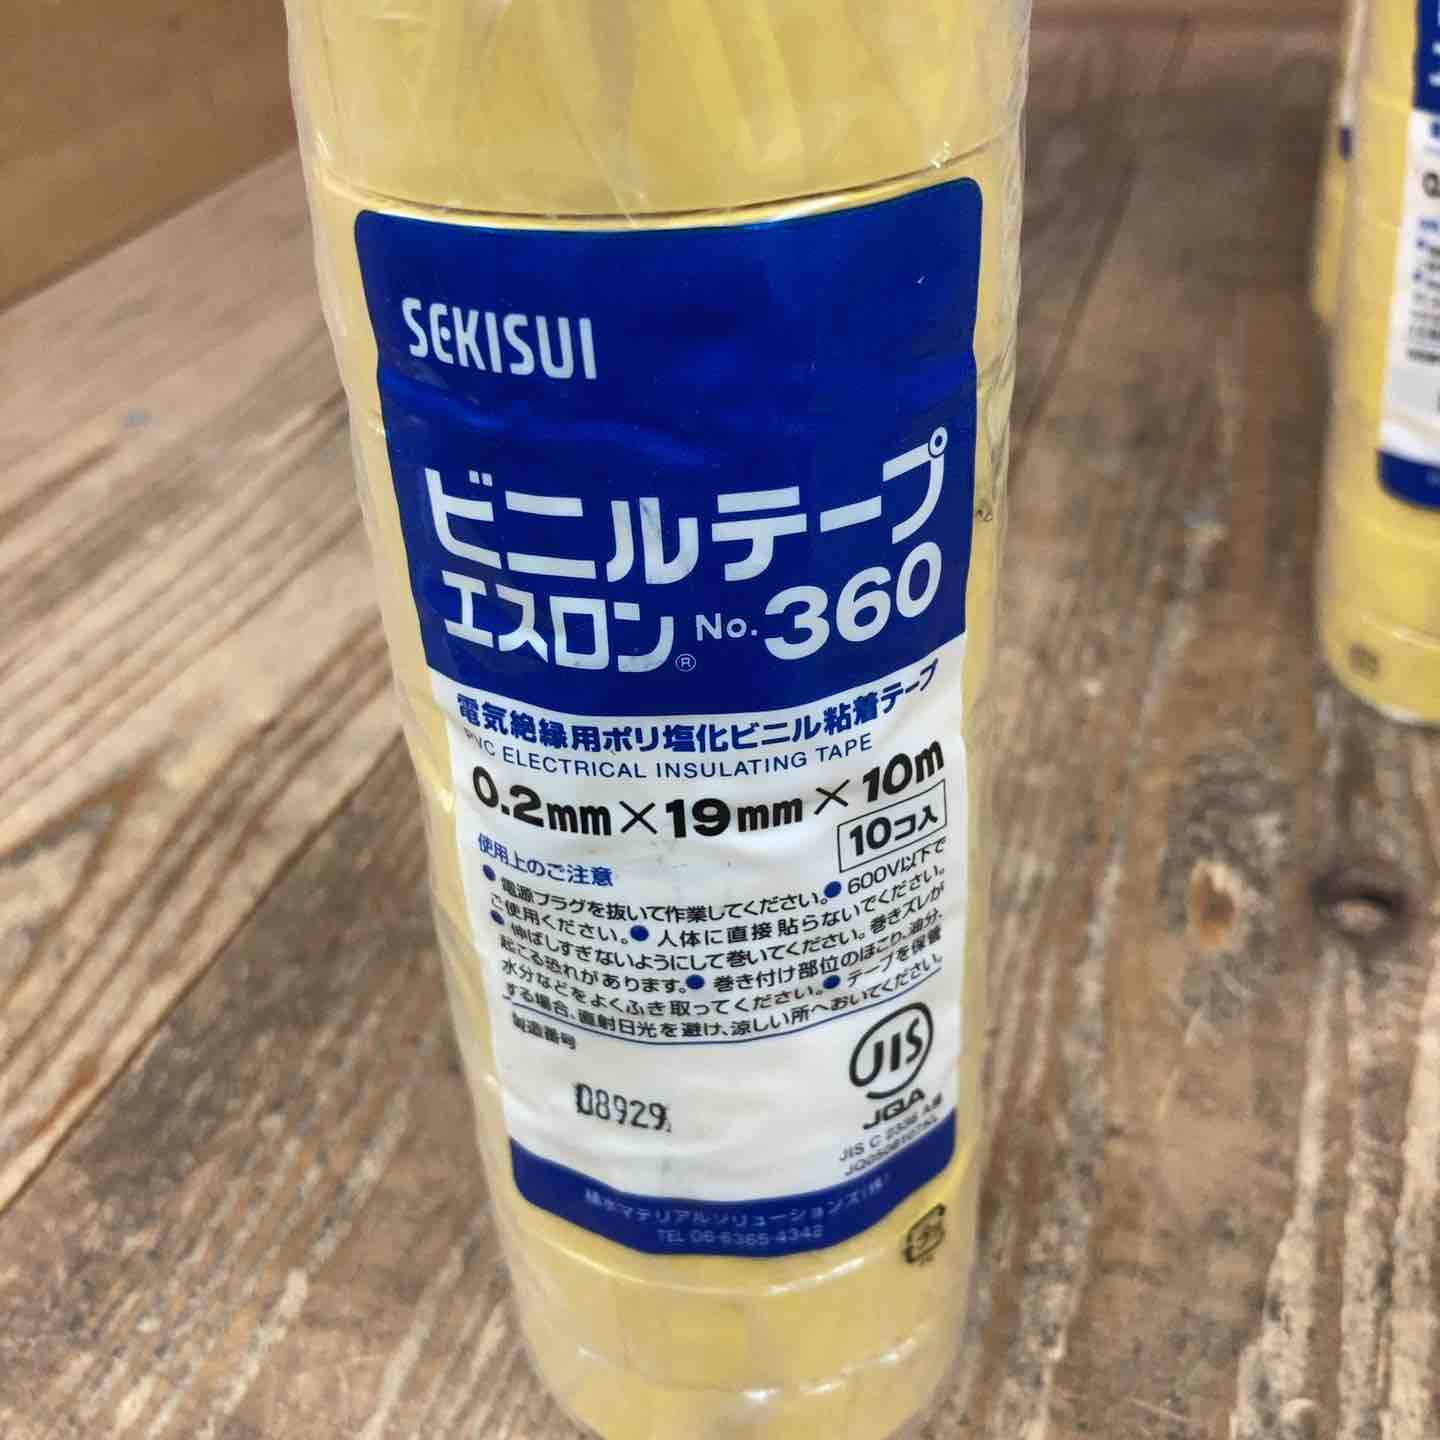 SEKISUI
ビニルテープ
エスロン® No.360
電気絶縁用ポリ塩化ビニル粘着テープ
PVC ELECTRICAL INSULATING TAPE
0.2mm×19mm×10m
10コ入
使用上のご注意
●電源プラグを抜いて作業してください。●600V以下で
ご使用ください。●人体に直接貼らないでください。
●伸ばしすぎないようにして巻いてください。巻きズレが
起こる恐れがあります。●巻き付け部位のほこり、油分、
水分などをよくふき取ってください。●テープを保管
する場合、直射日光を避け、涼しい所へおいてください。
製造番号
08929
JIS
JQA
JIS C 2336 A種
積水マテリアルソリューションズ(株)
TEL 06-6365-4342